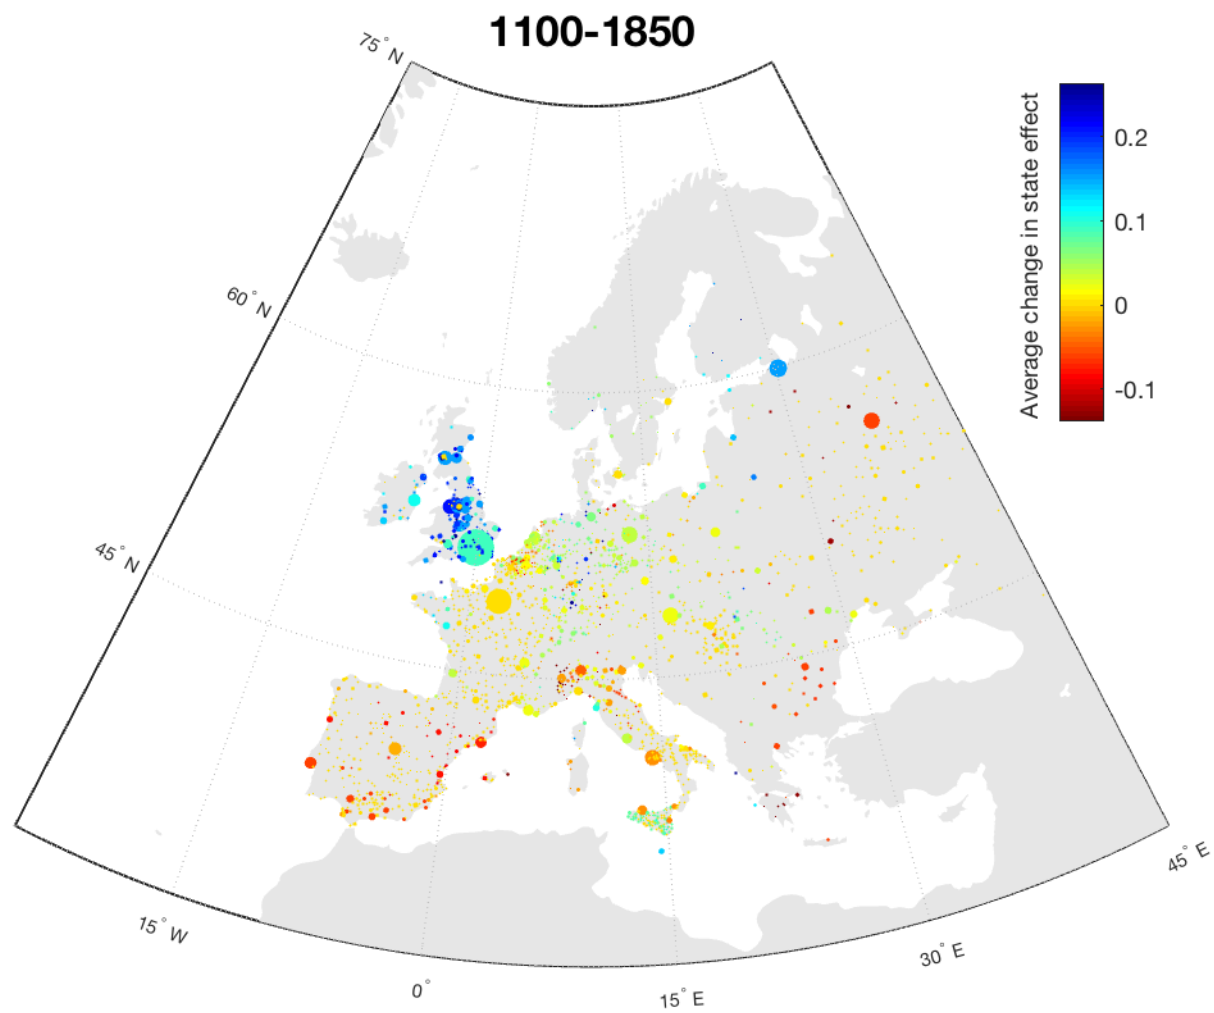 1100-1850
75° N
60° N
45° N
15° W
0°
15° E
30° E
45° E
Average change in state effect
0.2
0.1
0
-0.1